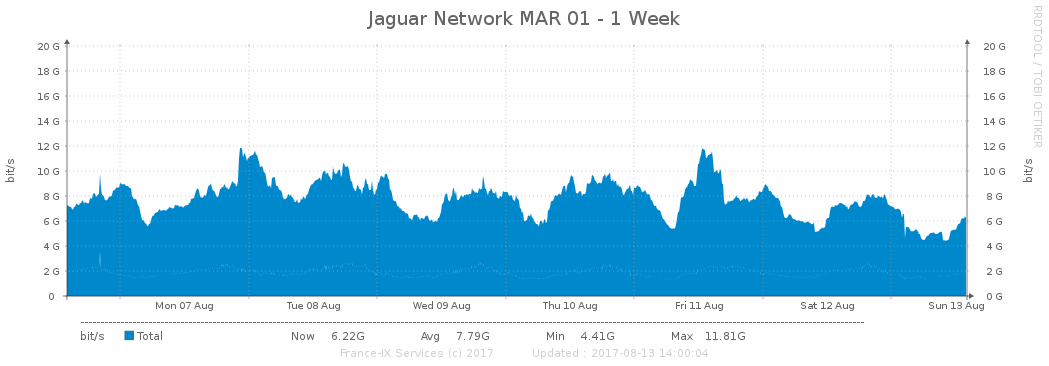 Jaguar Network MAR 01 - 1 Week
RRDTOOL / TOBI OETIKER
bit/s
bit/s
20 G 20 G
18 G 18 G
16 G 16 G
14 G 14 G
12 G 12 G
10 G 10 G
8 G 8 G
6 G 6 G
4 G 4 G
2 G 2 G
0 0 G
Mon 07 Aug Tue 08 Aug Wed 09 Aug Thu 10 Aug Fri 11 Aug Sat 12 Aug Sun 13 Aug
bit/s Total Now 6.22G Avg 7.79G Min 4.41G Max 11.81G
France-IX Services (c) 2017 Updated : 2017-08-13 14:00:04